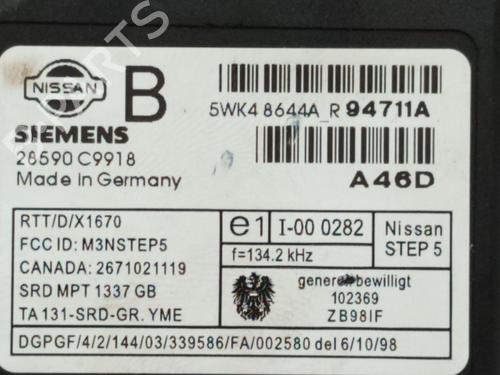 NISSAN
B
5WK4 8644A_R 94711A
SIEMENS
28590 C9918
Made in Germany
A46D
RTT/D/X1670
FCC ID: M3NSTEP5
CANADA: 2671021119
SRD MPT 1337 GB
TA 131-SRD-GR. YME
e1
I-00 0282
Nissan
STEP 5
f=134.2 kHz
generell bewilligt
102369
ZB98IF
DGPGF/4/2/144/03/339586/FA/002580 del 6/10/98